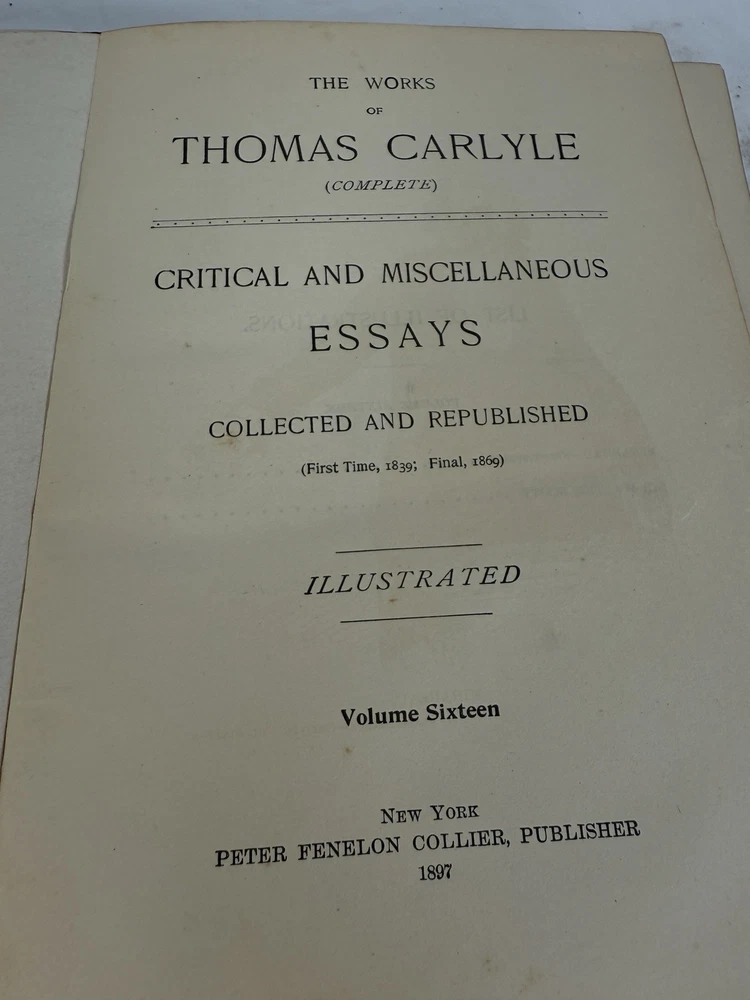 THE WORKS
OF
THOMAS CARLYLE
(COMPLETE)
CRITICAL AND MISCELLANEOUS
ESSAYS
COLLECTED AND REPUBLISHED
(First Time, 1839; Final, 1869)
ILLUSTRATED
Volume Sixteen
NEW YORK
PETER FENELON COLLIER, PUBLISHER
1897